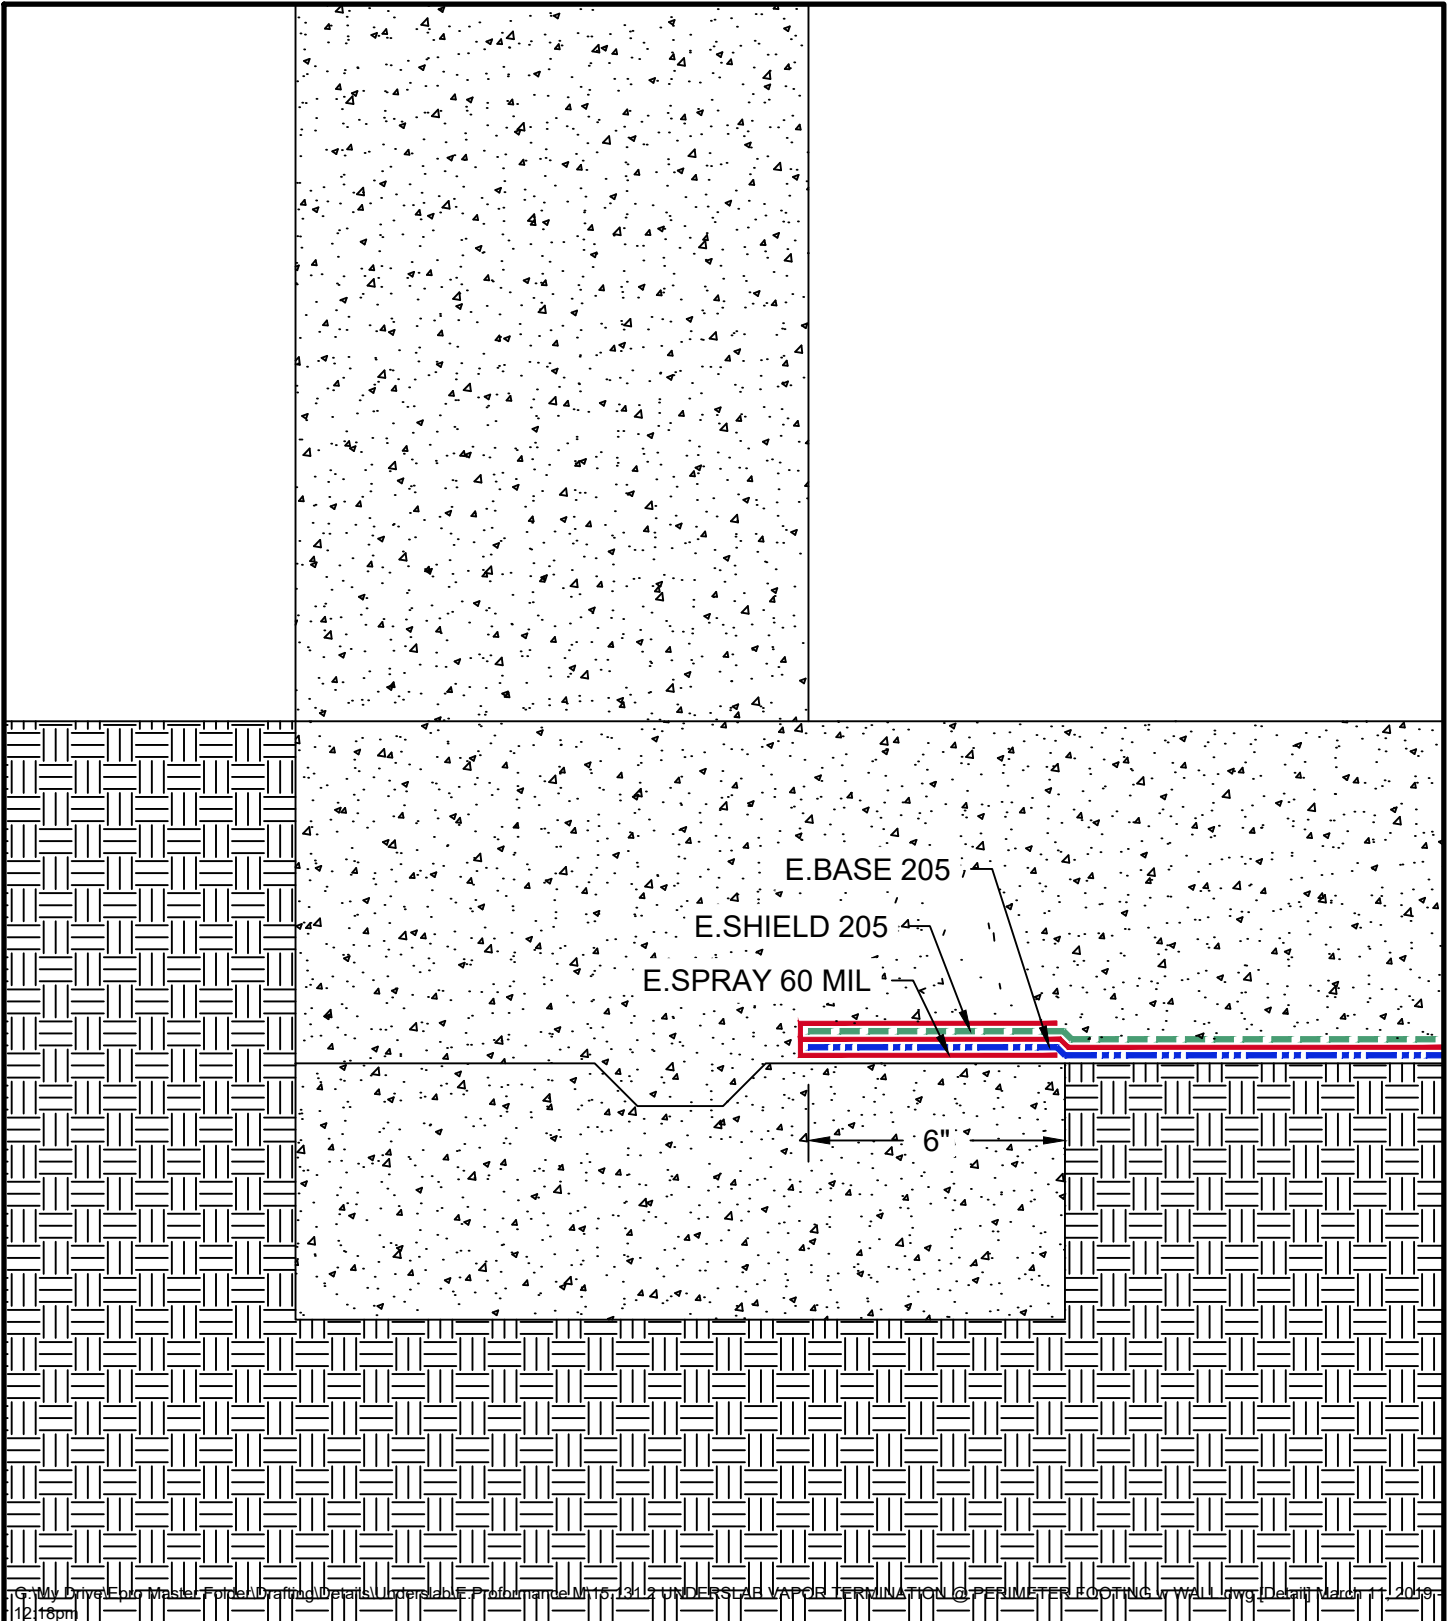 E.BASE 205
E.SHIELD 205
E.SPRAY 60 MIL
6"
G:\My Drive\Epro Master Folder\Drafting\Details\Underslab\E.Proformance M\15.131.2 UNDERSLAB VAPOR TERMINATION @ PERIMETER FOOTING w WALL.dwg [Detail] March 11, 2019 -
12:18pm